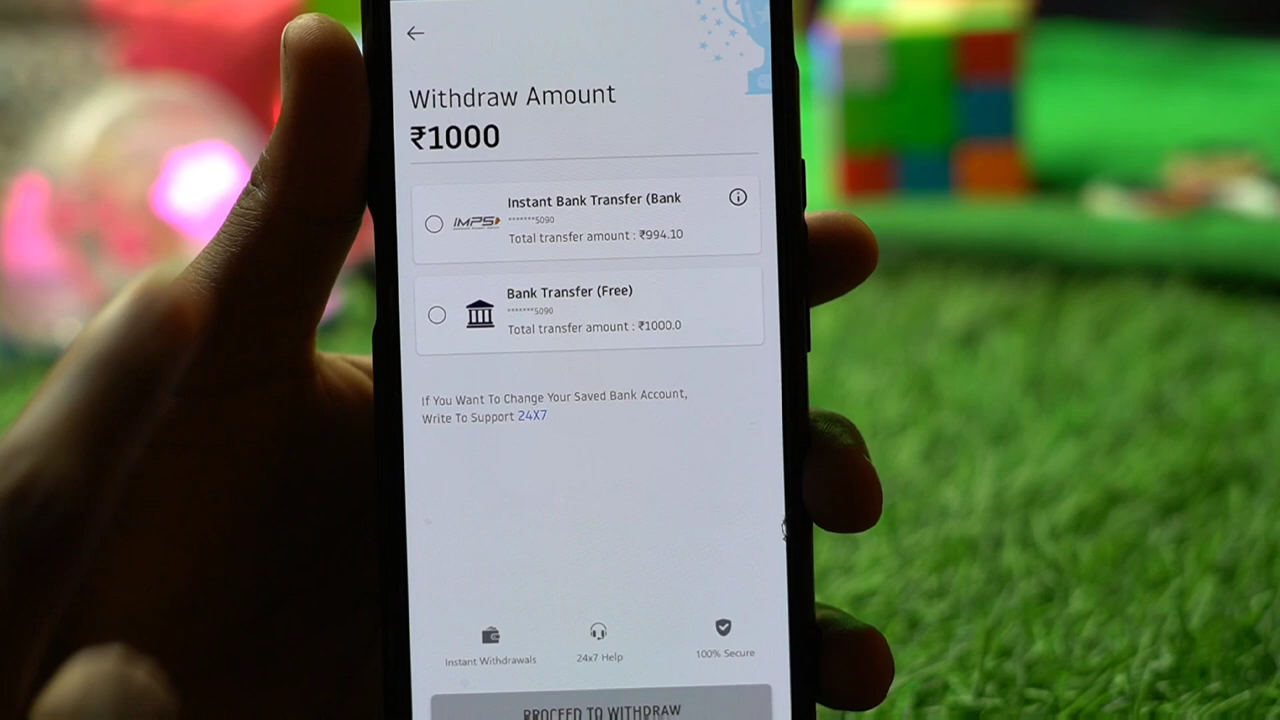 Withdraw Amount
₹1000
Instant Bank Transfer (Bank
IMPS
*******5090
Total transfer amount : ₹994.10
Bank Transfer (Free)
*******5090
Total transfer amount : ₹1000.0
If You Want To Change Your Saved Bank Account,
Write To Support 24X7
Instant Withdrawals
24x7 Help
100% Secure
PROCEED TO WITHDRAW